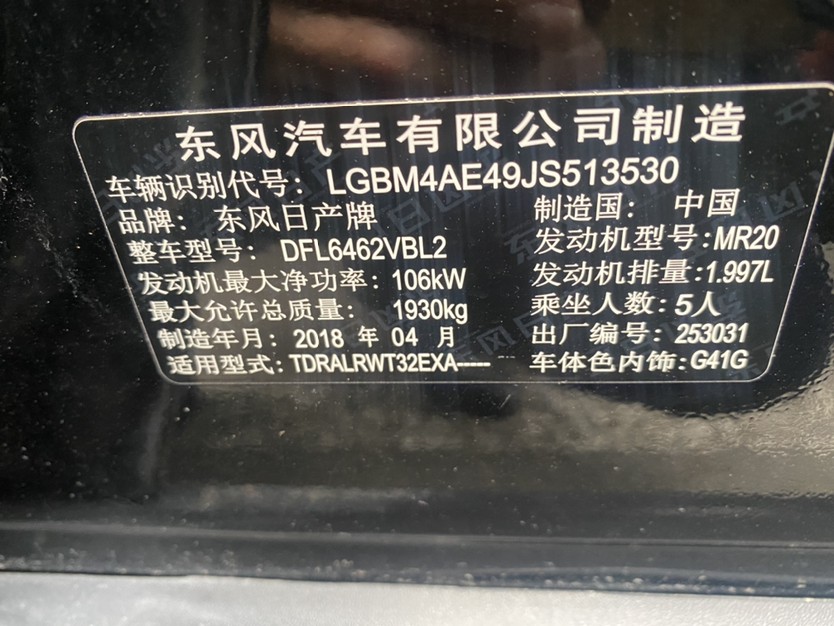 东风汽车有限公司制造
车辆识别代号: LGBM4AE49JS513530
品牌: 东风日产牌 制造国: 中国
整车型号: DFL6462VBL2 发动机型号:MR20
发动机最大净功率: 106kW 发动机排量:1.997L
最大允许总质量: 1930kg 乘坐人数:5人
制造年月: 2018 年 04 月 出厂编号: 253031
适用型式: TDRALRWT32EXA----- 车体色内饰:G41G